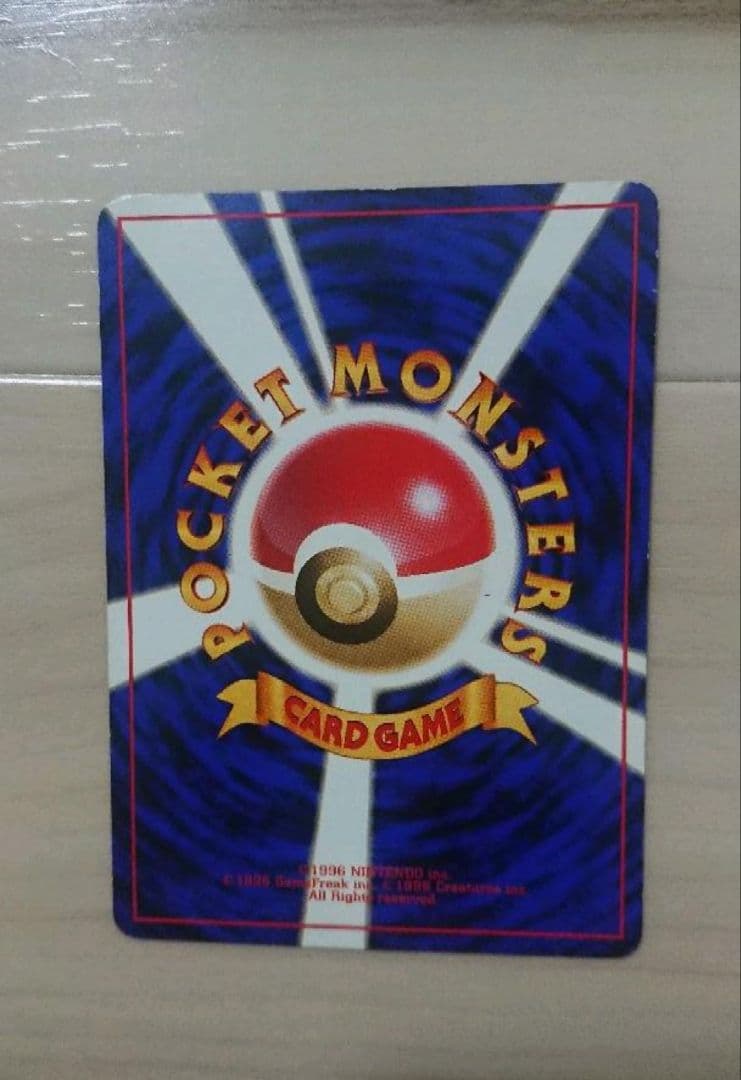 POCKET MONSTERS
CARD GAME
©1996 NINTENDO inc.
©1996 GameFreak inc. ©1996 Creatures inc.
All Rights reserved.